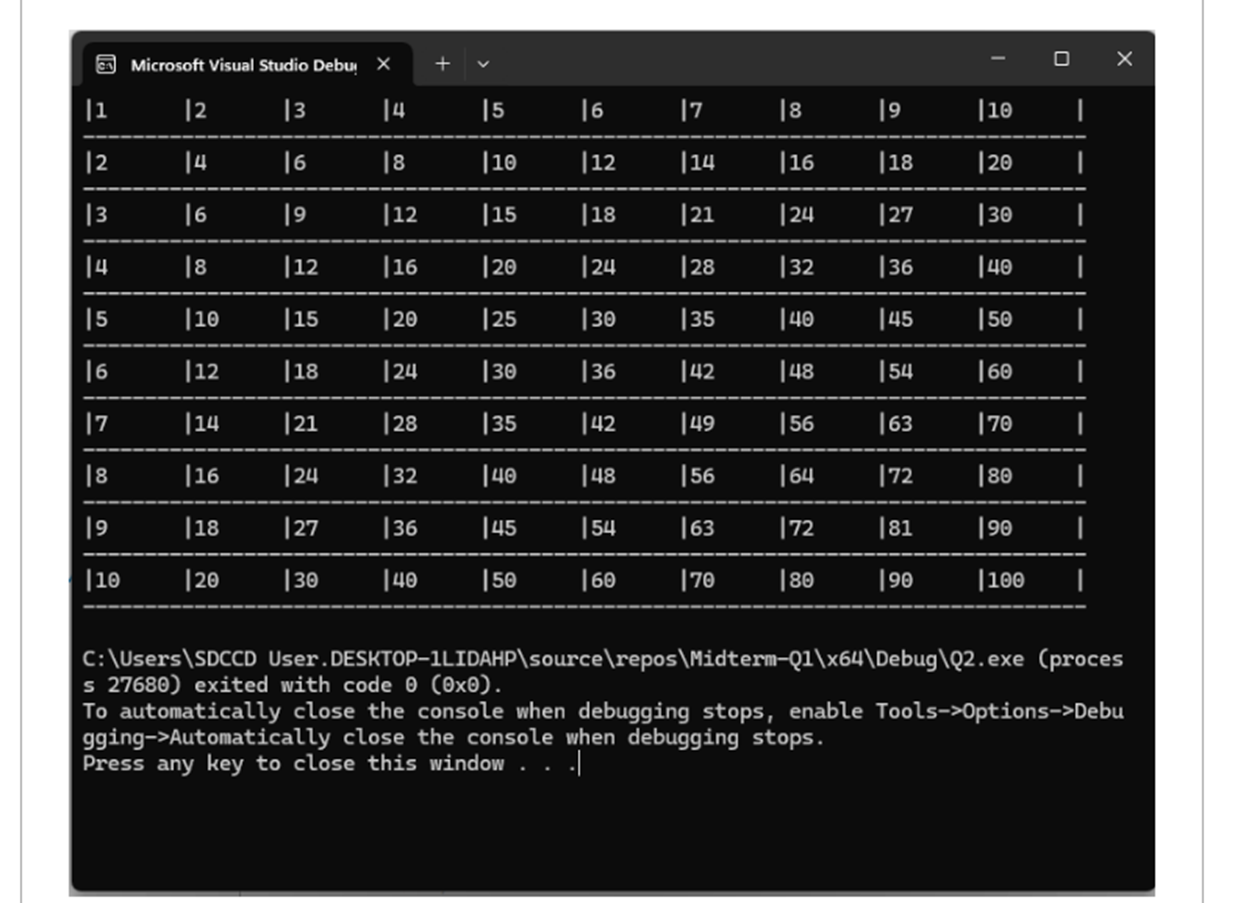 Microsoft Visual Studio Debu
|1 |2 |3 |4 |5 |6 |7 |8 |9 |10 |
---------------------------------------------------------------------------------
|2 |4 |6 |8 |10 |12 |14 |16 |18 |20 |
---------------------------------------------------------------------------------
|3 |6 |9 |12 |15 |18 |21 |24 |27 |30 |
---------------------------------------------------------------------------------
|4 |8 |12 |16 |20 |24 |28 |32 |36 |40 |
---------------------------------------------------------------------------------
|5 |10 |15 |20 |25 |30 |35 |40 |45 |50 |
---------------------------------------------------------------------------------
|6 |12 |18 |24 |30 |36 |42 |48 |54 |60 |
---------------------------------------------------------------------------------
|7 |14 |21 |28 |35 |42 |49 |56 |63 |70 |
---------------------------------------------------------------------------------
|8 |16 |24 |32 |40 |48 |56 |64 |72 |80 |
---------------------------------------------------------------------------------
|9 |18 |27 |36 |45 |54 |63 |72 |81 |90 |
---------------------------------------------------------------------------------
|10 |20 |30 |40 |50 |60 |70 |80 |90 |100 |
---------------------------------------------------------------------------------
C:\Users\SDCCD User.DESKTOP-1LIDAHP\source\repos\Midterm-Q1\x64\Debug\Q2.exe (proces
s 27680) exited with code 0 (0x0).
To automatically close the console when debugging stops, enable Tools->Options->Debu
gging->Automatically close the console when debugging stops.
Press any key to close this window . . .